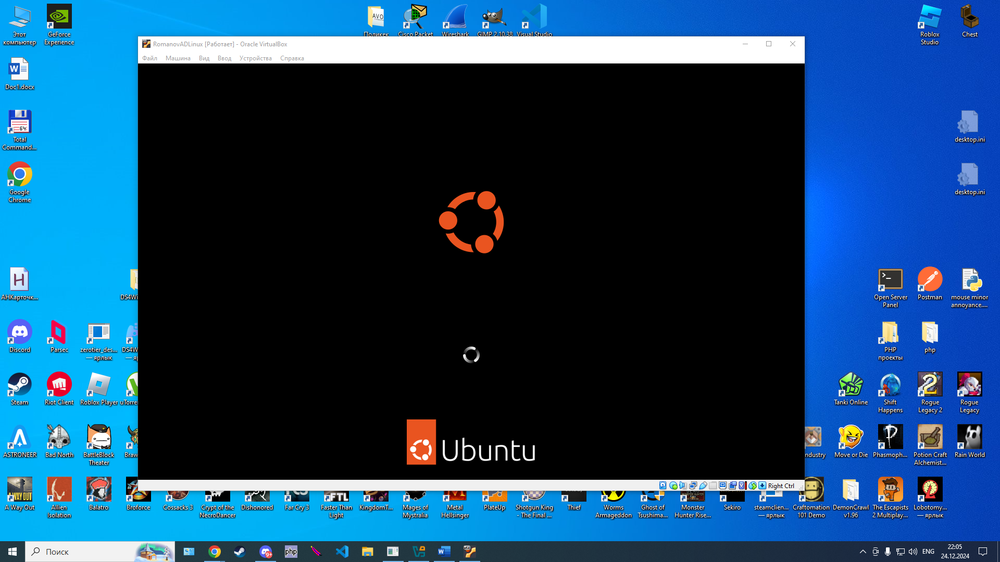 Этот
компьютер
GeForce
Experience
Поликек
Cisco Packet
Wireshark
GIMP 2.10.38
Visual Studio
Roblox
Studio
Chest
RomanovADLinux [Работает] - Oracle VirtualBox
Файл Машина Вид Ввод Устройства Справка
Doc1.docx
Total
Command...
desktop.ini
Google
Chrome
desktop.ini
АНКарточк...
DS4Wi
Open Server
Panel
Postman
mouse minor
annoyance....
Discord
Parsec
zerotier_des...
— ярлык
DS4W
— яр
PHP
проекты
php
Steam
Riot Client
Roblox Player
uTorre
Tanki Online
Shift
Happens
Rogue
Legacy 2
Rogue
Legacy
Ubuntu
ASTRONEER
Bad North
BattleBlock
Theater
Braw
ndustry
Move or Die
Phasmoph...
Potion Craft
Alchemist...
Rain World
Right Ctrl
A Way Out
Allien
Isolation
Balatro
Broforce
Cossacks 3
Crypt of the
NecroDancer
Dishonored
Far Cry 3
Faster Than
Light
KingdomT...
Mages of
Mystralia
Metal
Hellsinger
PlateUp
Shotgun King
- The Final ...
Thief
Worms
Armageddon
Ghost of
Tsushima...
Monster
Hunter Rise...
Sekiro
steamclien...
— ярлык
Craftomation
101 Demo
DemonCrawl
v1.96
The Escapists
2 Multiplay...
Lobotomy...
— ярлык
Поиск
ENG
22:05
24.12.2024